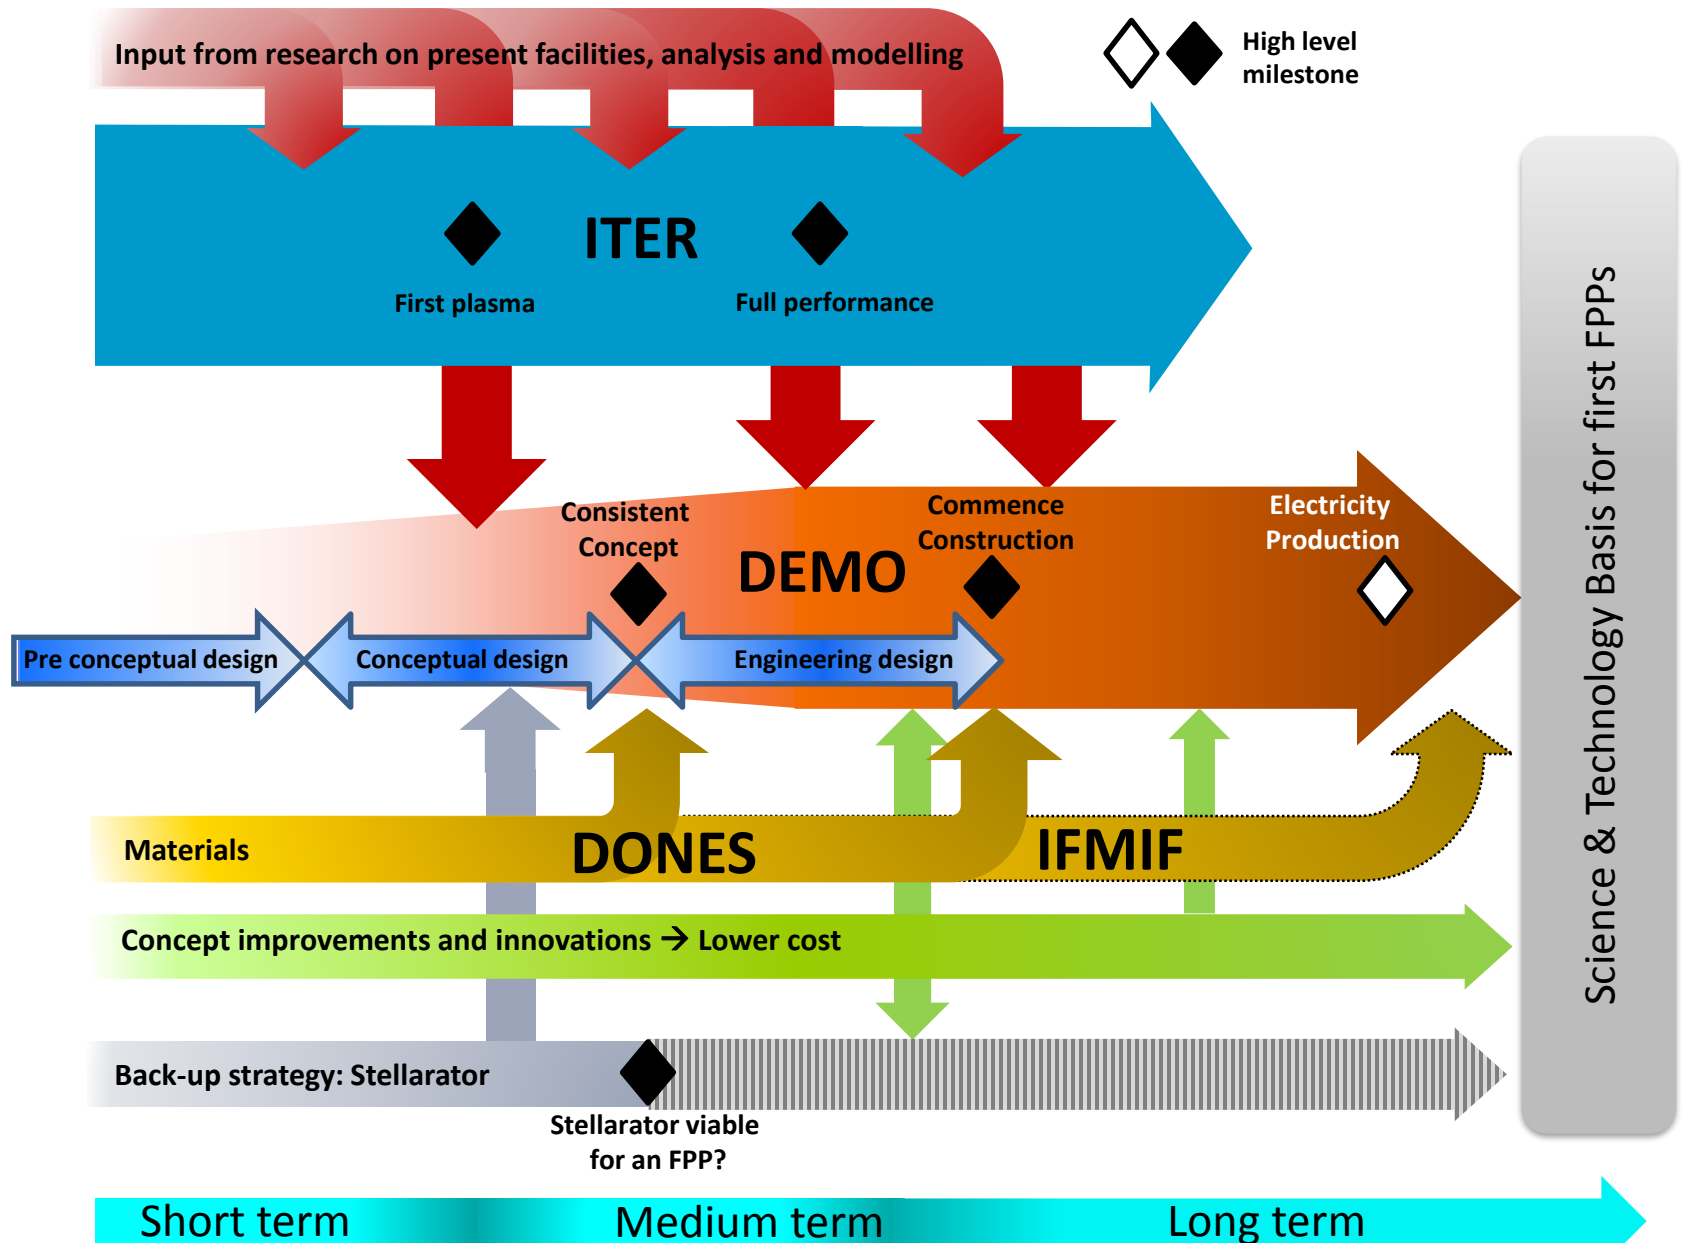 Input from research on present facilities, analysis and modelling
High level
milestone
ITER
First plasma
Full performance
Consistent
Concept
DEMO
Commence
Construction
Electricity
Production
Pre conceptual design
Conceptual design
Engineering design
Materials
DONES
IFMIF
Concept improvements and innovations → Lower cost
Back-up strategy: Stellarator
Stellarator viable
for an FPP?
Short term
Medium term
Long term
Science & Technology Basis for first FPPs